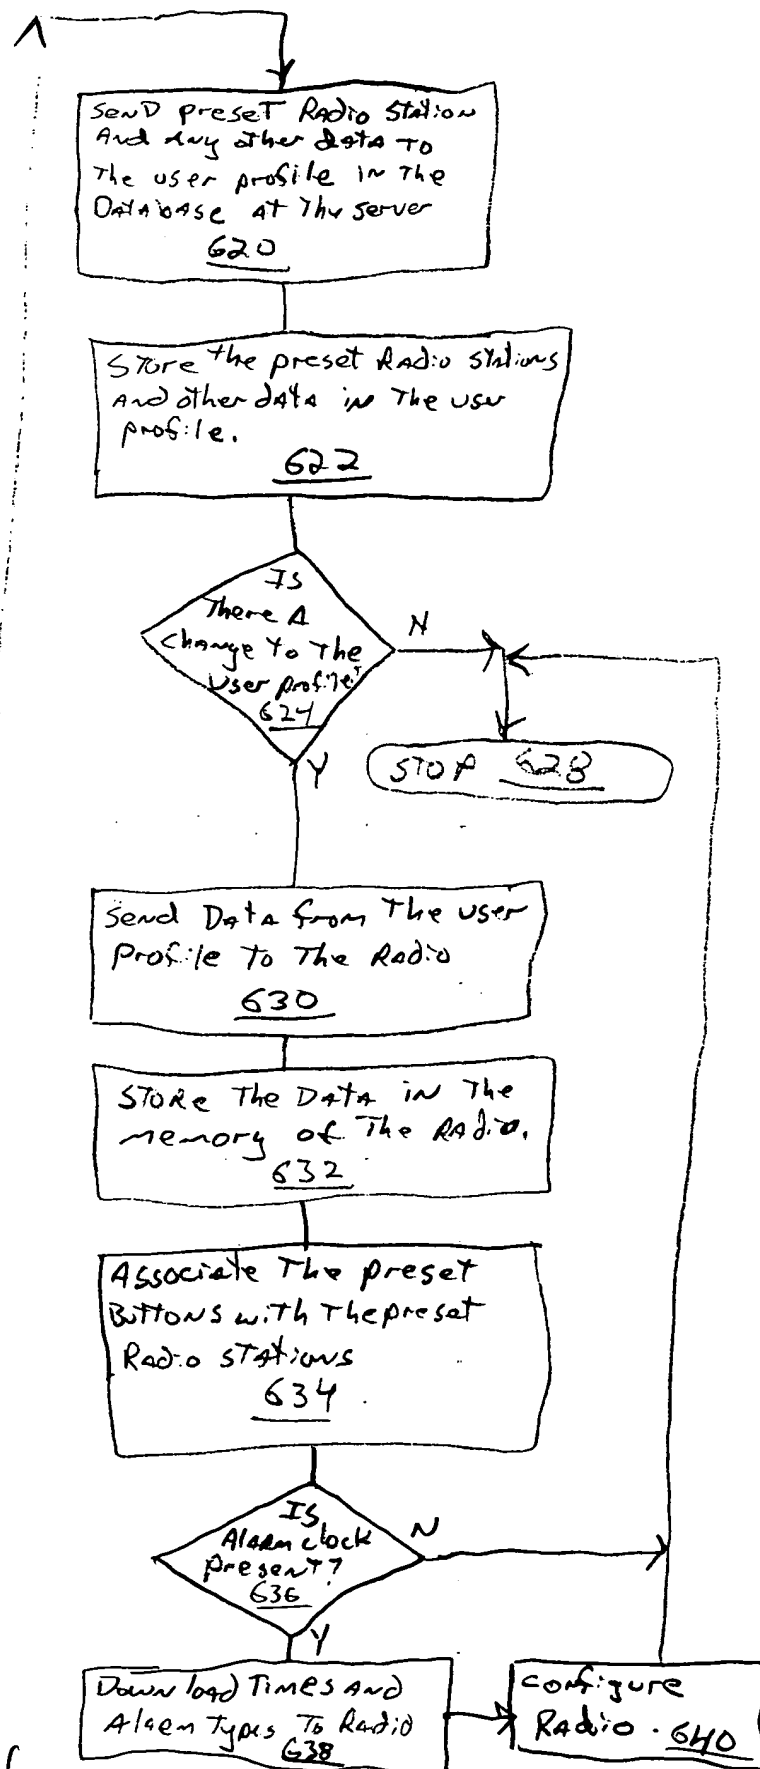 Send preset Radio Station
And Any other data to
the user profile in the
Database at the server
620
Store the preset Radio stations
And other data in the user
profile.
622
Is
There A
change to the
user profile?
624
N
Y
STOP 628
Send Data from The user
Profile To The Radio
630
Store The Data in The
memory of The Radio.
632
Associate The preset
Buttons with The preset
Radio stations
634
Is
Alarm clock
present?
636
N
Y
Download Times And
Alarm Types To Radio
638
configure
Radio. 640